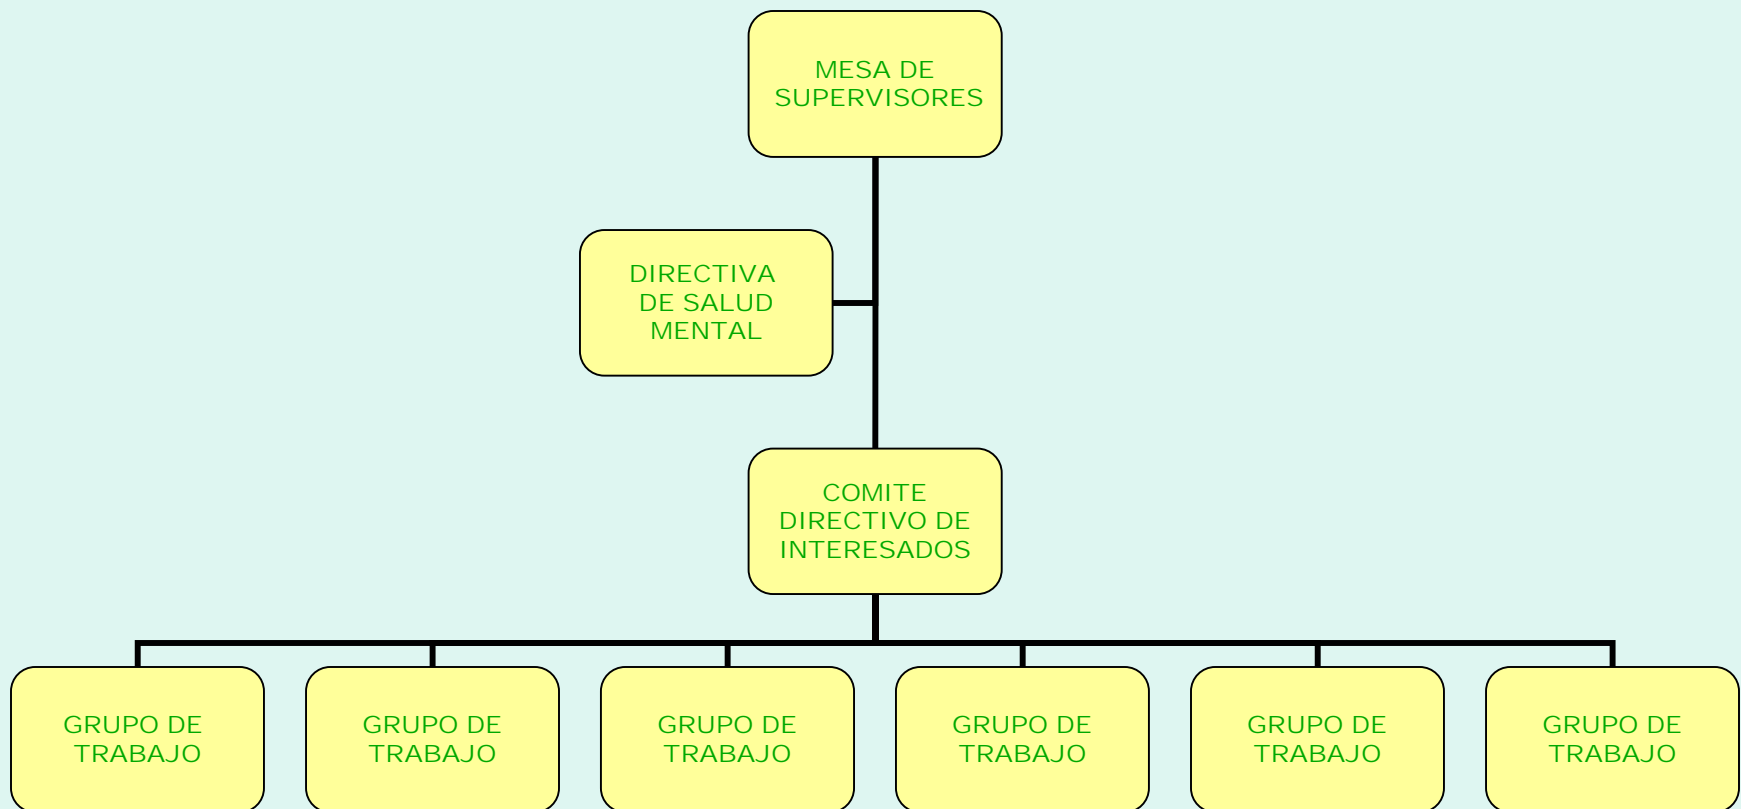 MESA DE
SUPERVISORES
DIRECTIVA
DE SALUD
MENTAL
COMITE
DIRECTIVO DE
INTERESADOS
GRUPO DE
TRABAJO
GRUPO DE
TRABAJO
GRUPO DE
TRABAJO
GRUPO DE
TRABAJO
GRUPO DE
TRABAJO
GRUPO DE
TRABAJO